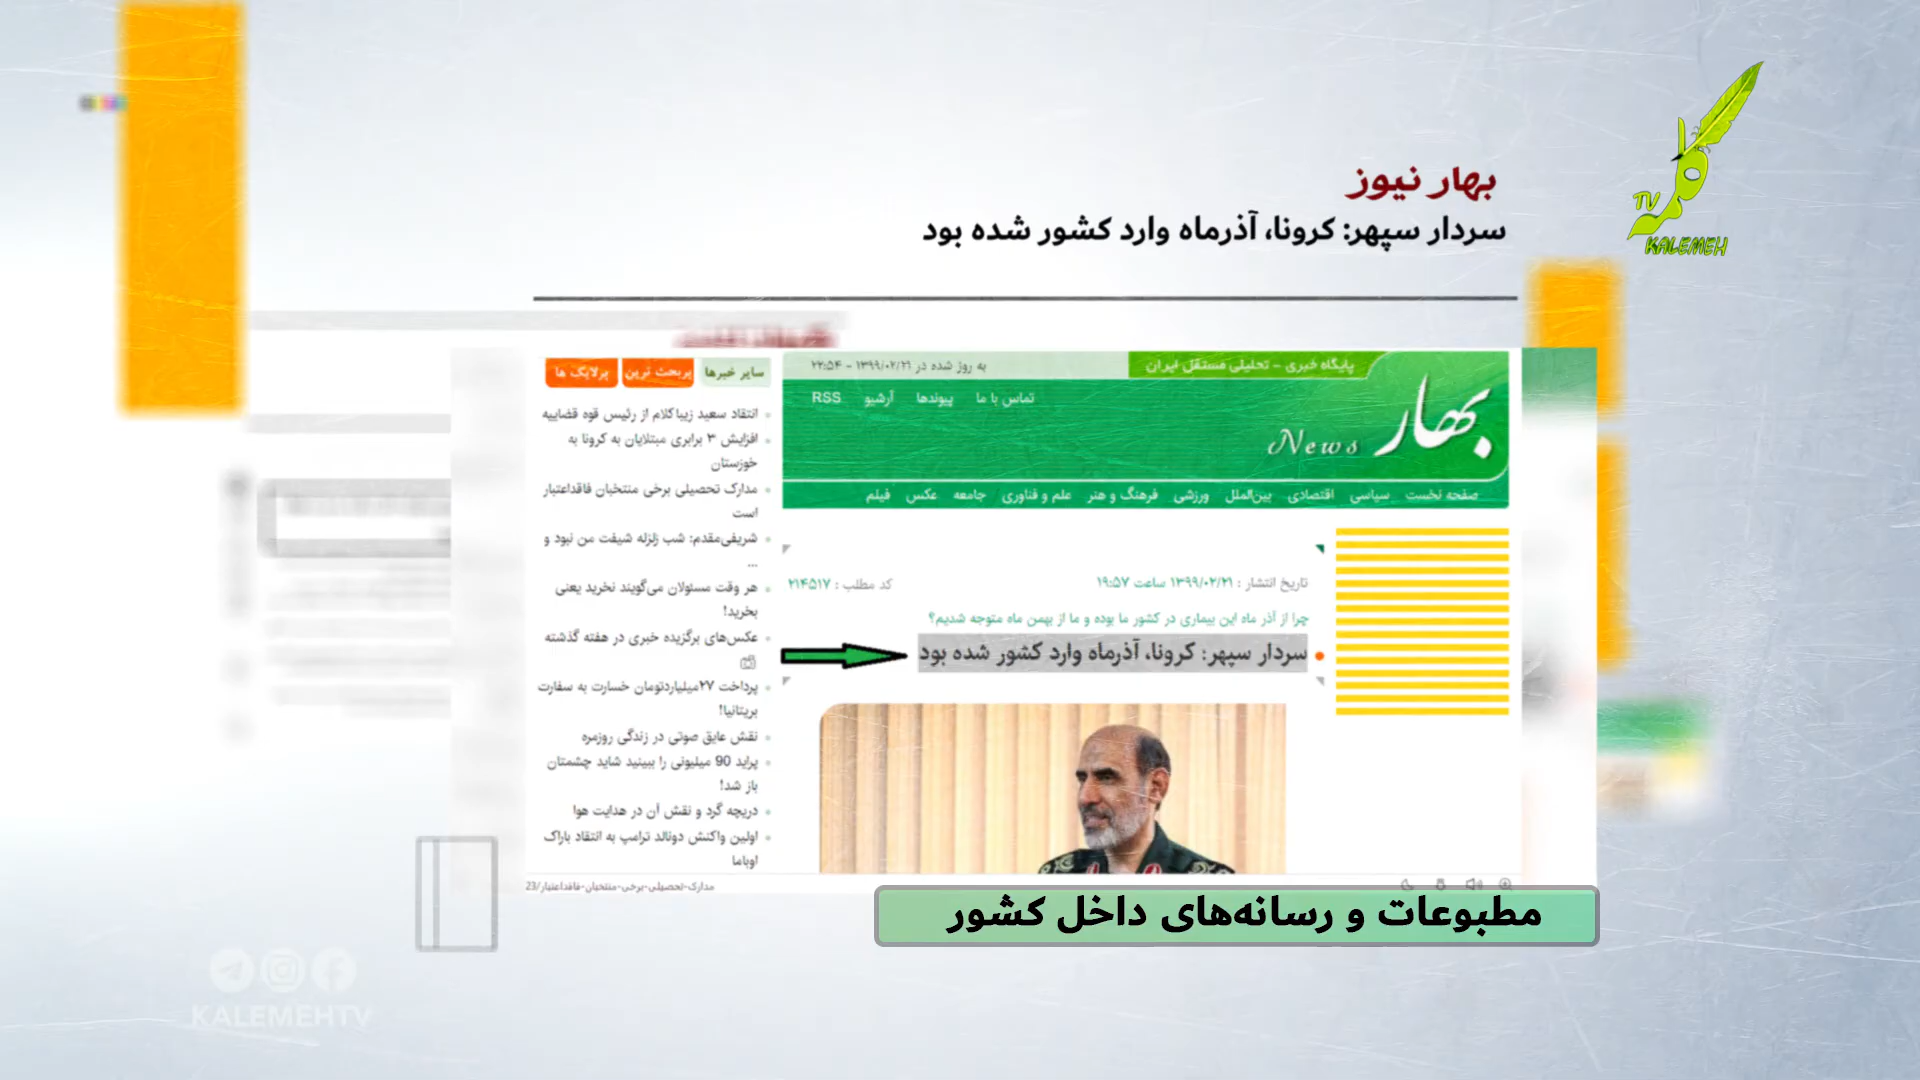 بهار نیوز
سردار سپهر: کرونا، آذرماه وارد کشور شده بود
TV
کلمه
KALEMEH
پایگاه خبری - تحلیلی مستقل ایران
به روز شده در ۱۳۹۹/۰۲/۲۱ - ۲۲:۵۴
تماس با ما پیوندها آرشیو RSS
بهار
News
صفحه نخست سیاسی اقتصادی بین‌الملل ورزشی فرهنگ و هنر علم و فناوری جامعه عکس فیلم
تاریخ انتشار : ۱۳۹۹/۰۲/۲۱ ساعت ۱۹:۵۷
کد مطلب : ۲۱۴۵۱۷
چرا از آذر ماه این بیماری در کشور ما بوده و ما از بهمن ماه متوجه شدیم؟
سردار سپهر: کرونا، آذرماه وارد کشور شده بود
سایر خبرها پربحث ترین پرلایک ها
انتقاد سعید زیباکلام از رئیس قوه قضاییه
افزایش ۳ برابری مبتلایان به کرونا به
خوزستان
مدارک تحصیلی برخی منتخبان فاقداعتبار
است
شریفی‌مقدم: شب زلزله شیفت من نبود و
...
هر وقت مسئولان می‌گویند نخرید یعنی
بخرید!
عکس‌های برگزیده خبری در هفته گذشته
پرداخت ۲۷میلیاردتومان خسارت به سفارت
بریتانیا!
نقش عایق صوتی در زندگی روزمره
پراید 90 میلیونی را ببینید شاید چشمتان
باز شد!
دریچه گرد و نقش آن در هدایت هوا
اولین واکنش دونالد ترامپ به انتقاد باراک
اوباما
مدارک-تحصیلی-برخی-منتخبان-فاقداعتبار/23
مطبوعات و رسانه‌های داخل کشور
KALEMEHTV